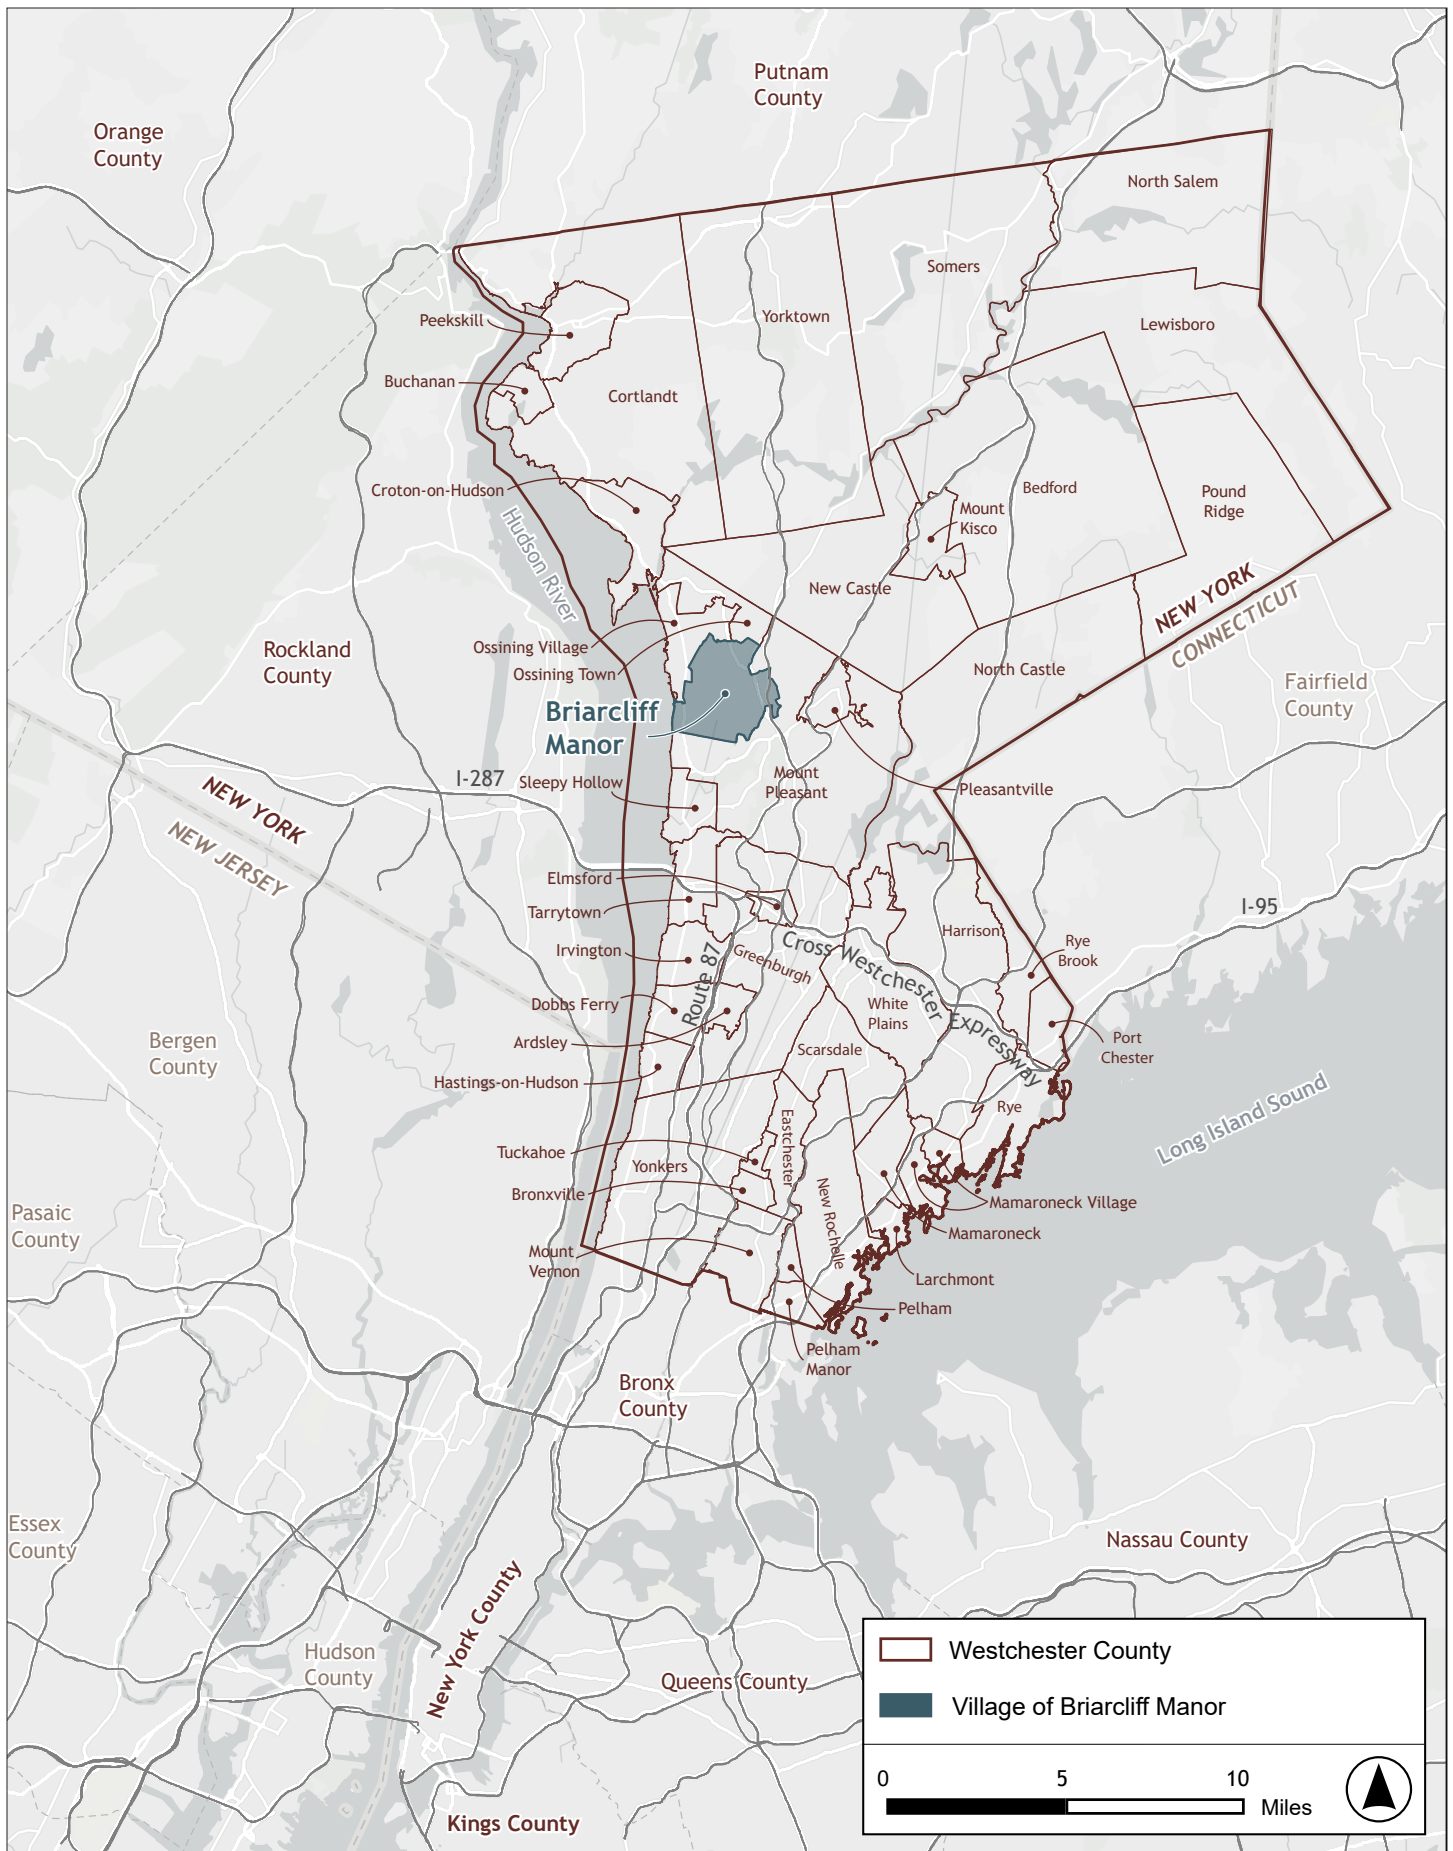 Putnam
County
Orange
County
North Salem
Somers
Yorktown
Peekskill
Lewisboro
Buchanan
Cortlandt
Croton-on-Hudson
Bedford
Pound
Ridge
Mount
Kisco
Hudson River
New Castle
NEW YORK
CONNECTICUT
Ossining Village
Ossining Town
Rockland
County
North Castle
Fairfield
County
Briarcliff
Manor
I-287
Sleepy Hollow
Mount
Pleasant
Pleasantville
NEW YORK
NEW JERSEY
Elmsford
Tarrytown
I-95
Irvington
Greenburgh
Cross Westchester Expressway
Harrison
Rye
Brook
Route 87
Dobbs Ferry
White
Plains
Ardsley
Scarsdale
Port
Chester
Bergen
County
Hastings-on-Hudson
Long Island Sound
Rye
Eastchester
Tuckahoe
Yonkers
Bronxville
New Rochelle
Mamaroneck Village
Mamaroneck
Pasaic
County
Mount
Vernon
Larchmont
Pelham
Pelham
Manor
Bronx
County
Essex
County
Nassau County
New York County
Hudson
County
Queens County
Kings County
Westchester County
Village of Briarcliff Manor
0 5 10
Miles